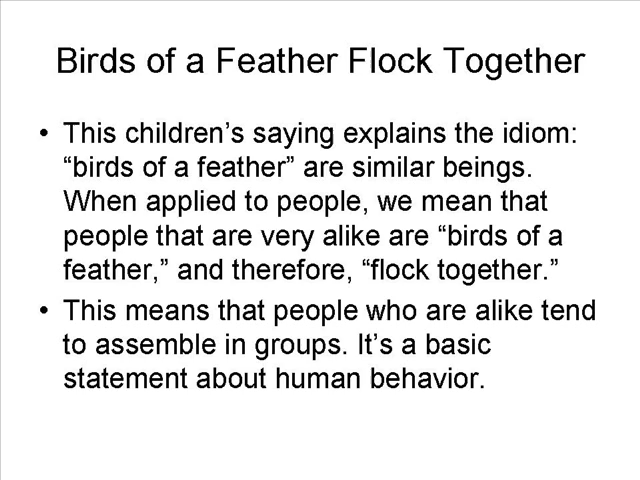 Birds of a Feather Flock Together
• This children’s saying explains the idiom:
“birds of a feather” are similar beings.
When applied to people, we mean that
people that are very alike are “birds of a
feather,” and therefore, “flock together.”
• This means that people who are alike tend
to assemble in groups. It’s a basic
statement about human behavior.